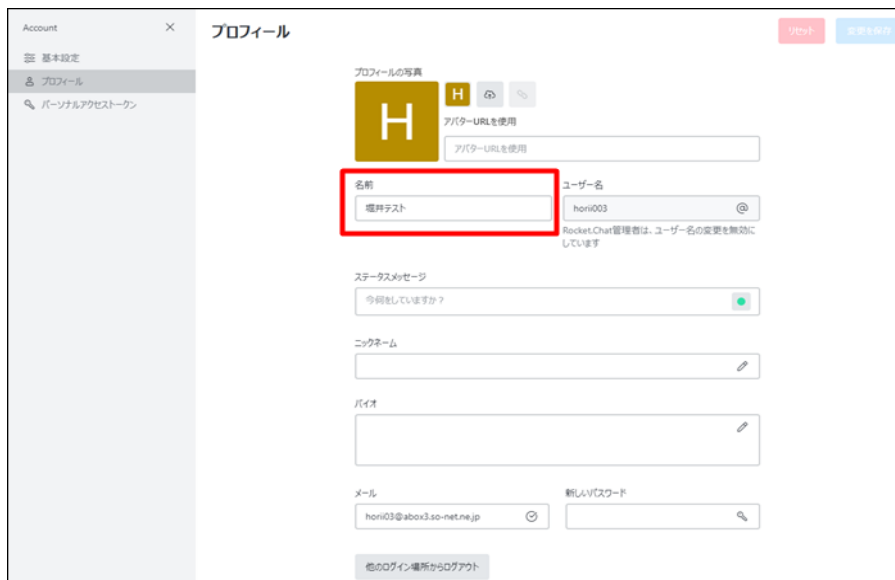 Account
プロフィール
リセット
変更を保存
基本設定
プロフィール
パーソナルアクセストークン
プロフィールの写真
H
H
アバターURLを使用
アバターURLを使用
名前
ユーザー名
堀井テスト
horii003
Rocket.Chat管理者は、ユーザー名の変更を無効に
しています
ステータスメッセージ
今何をしていますか？
ニックネーム
バイオ
メール
新しいパスワード
horii03@abox3.so-net.ne.jp
他のログイン場所からログアウト